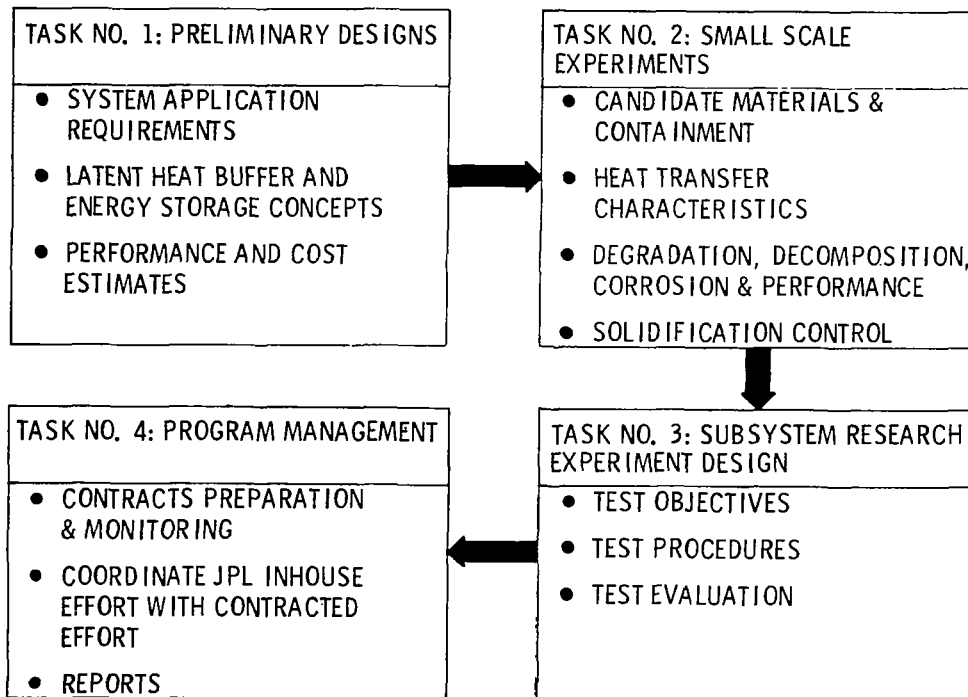 TASK NO. 1: PRELIMINARY DESIGNS
• SYSTEM APPLICATION
REQUIREMENTS
• LATENT HEAT BUFFER AND
ENERGY STORAGE CONCEPTS
• PERFORMANCE AND COST
ESTIMATES
TASK NO. 2: SMALL SCALE
EXPERIMENTS
• CANDIDATE MATERIALS &
CONTAINMENT
• HEAT TRANSFER
CHARACTERISTICS
• DEGRADATION, DECOMPOSITION,
CORROSION & PERFORMANCE
• SOLIDIFICATION CONTROL
TASK NO. 3: SUBSYSTEM RESEARCH
EXPERIMENT DESIGN
• TEST OBJECTIVES
• TEST PROCEDURES
• TEST EVALUATION
TASK NO. 4: PROGRAM MANAGEMENT
• CONTRACTS PREPARATION
& MONITORING
• COORDINATE JPL INHOUSE
EFFORT WITH CONTRACTED
EFFORT
• REPORTS